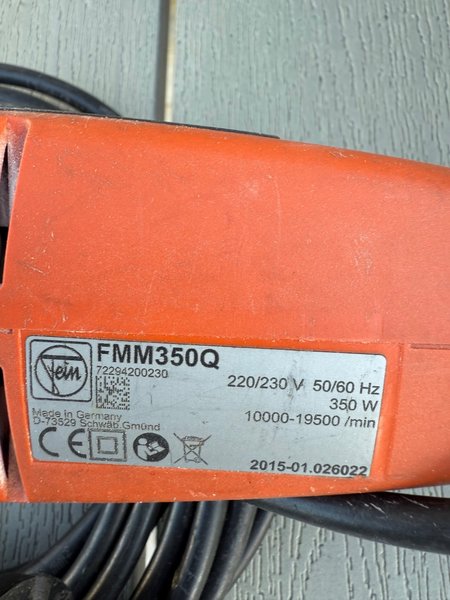 Fein
FMM350Q
72294200230
220/230 V 50/60 Hz
350 W
10000-19500 /min
Made in Germany
D-73529 Schwäb.Gmünd
CE
2015-01.026022